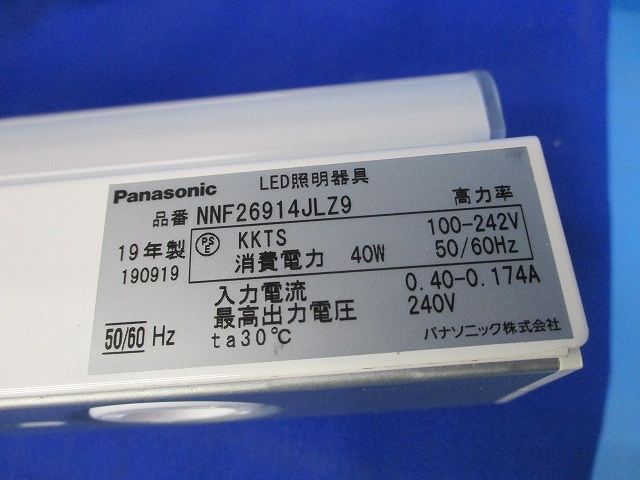 Panasonic LED照明器具
品番 NNF26914JLZ9 高力率
19年製 PSE KKTS 100-242V
190919 消費電力 40W 50/60Hz
入力電流 0.40-0.174A
最高出力電圧 240V
50/60 Hz ta30℃ パナソニック株式会社